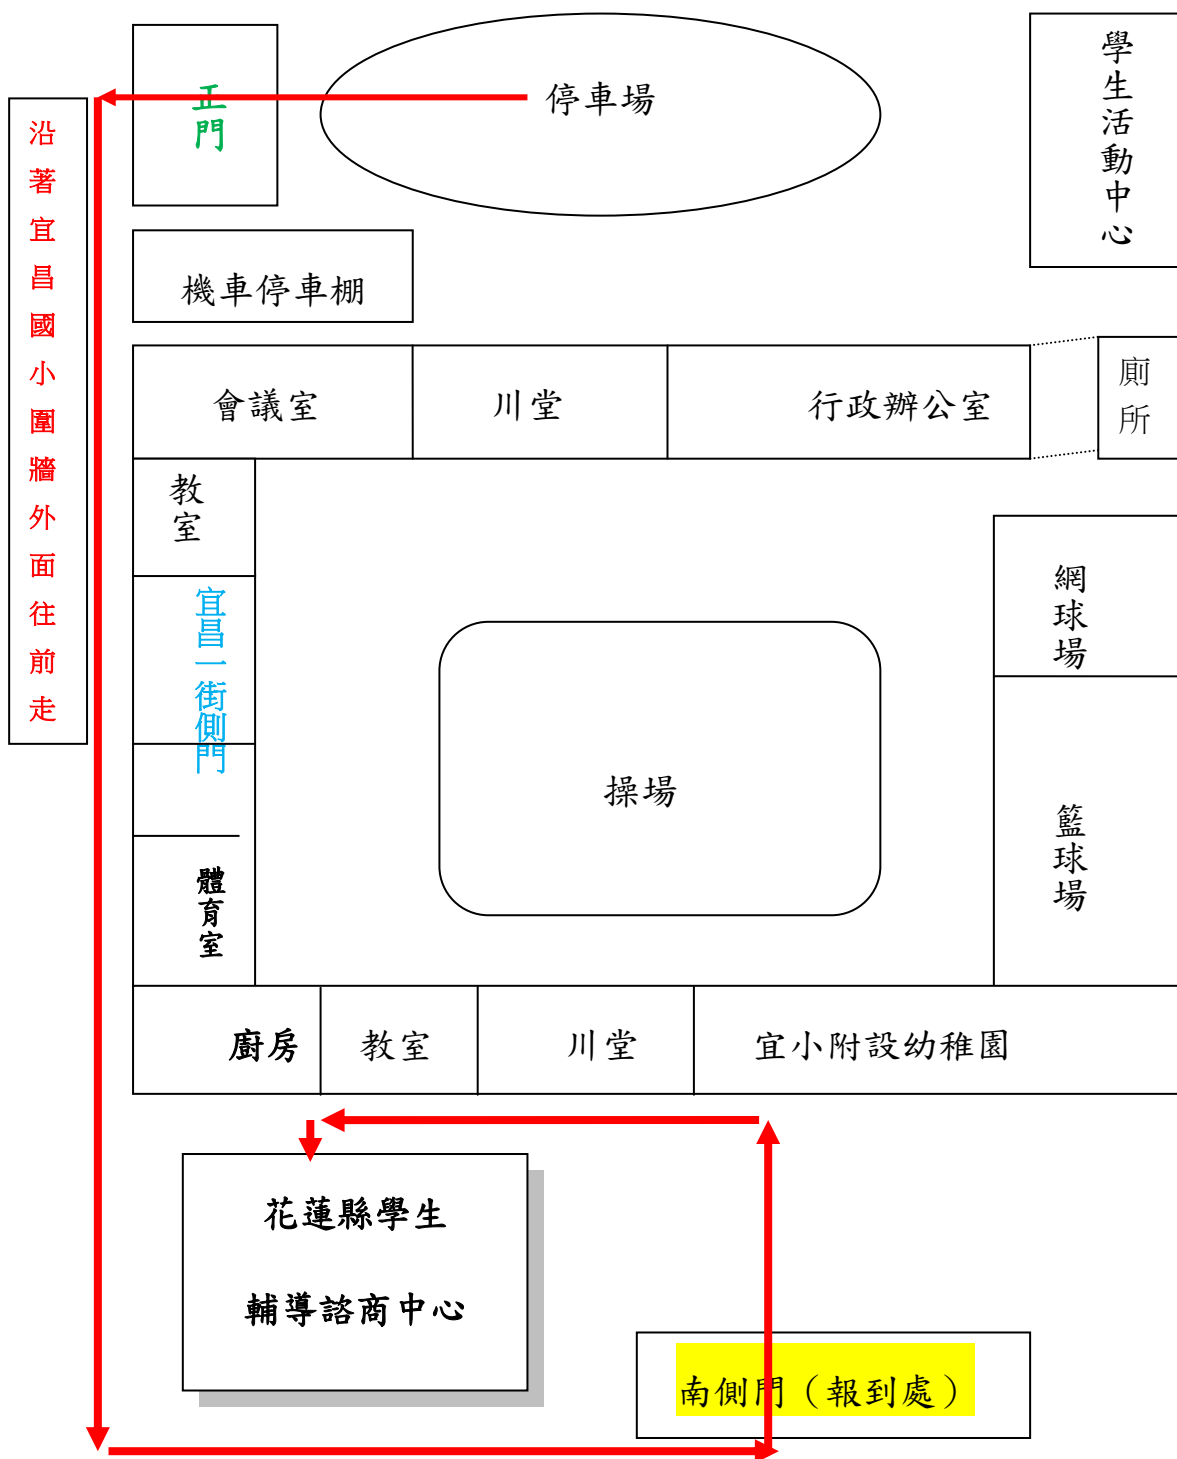 正門
停車場
學生活動中心
沿著宜昌國小圍牆外面往前走
機車停車棚
會議室
川堂
行政辦公室
廁所
教室
宜昌一街側門
網球場
操場
籃球場
體育室
廚房
教室
川堂
宜小附設幼稚園
花蓮縣學生
輔導諮商中心
南側門（報到處）